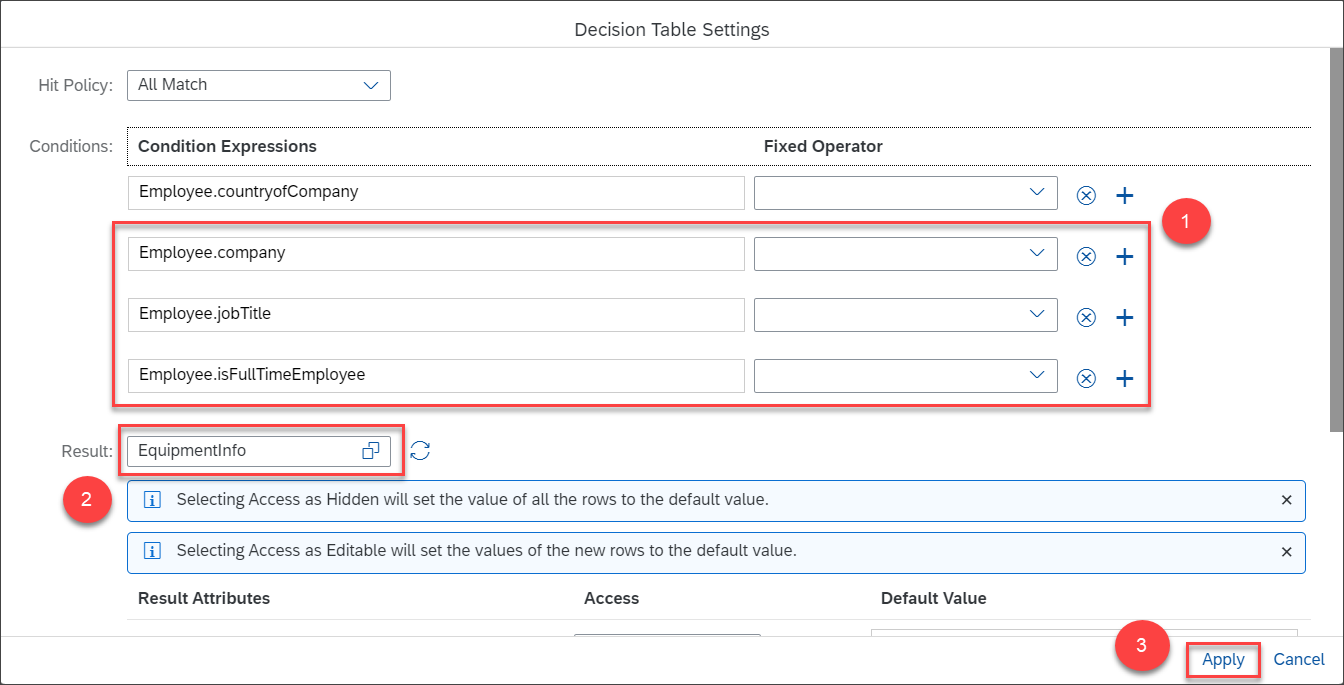 Decision Table Settings
Hit Policy: All Match
Conditions: Condition Expressions Fixed Operator
Employee.countryofCompany
1
Employee.company
Employee.jobTitle
Employee.isFullTimeEmployee
Result: EquipmentInfo
2
Selecting Access as Hidden will set the value of all the rows to the default value.
Selecting Access as Editable will set the values of the new rows to the default value.
Result Attributes Access Default Value
3
Apply Cancel